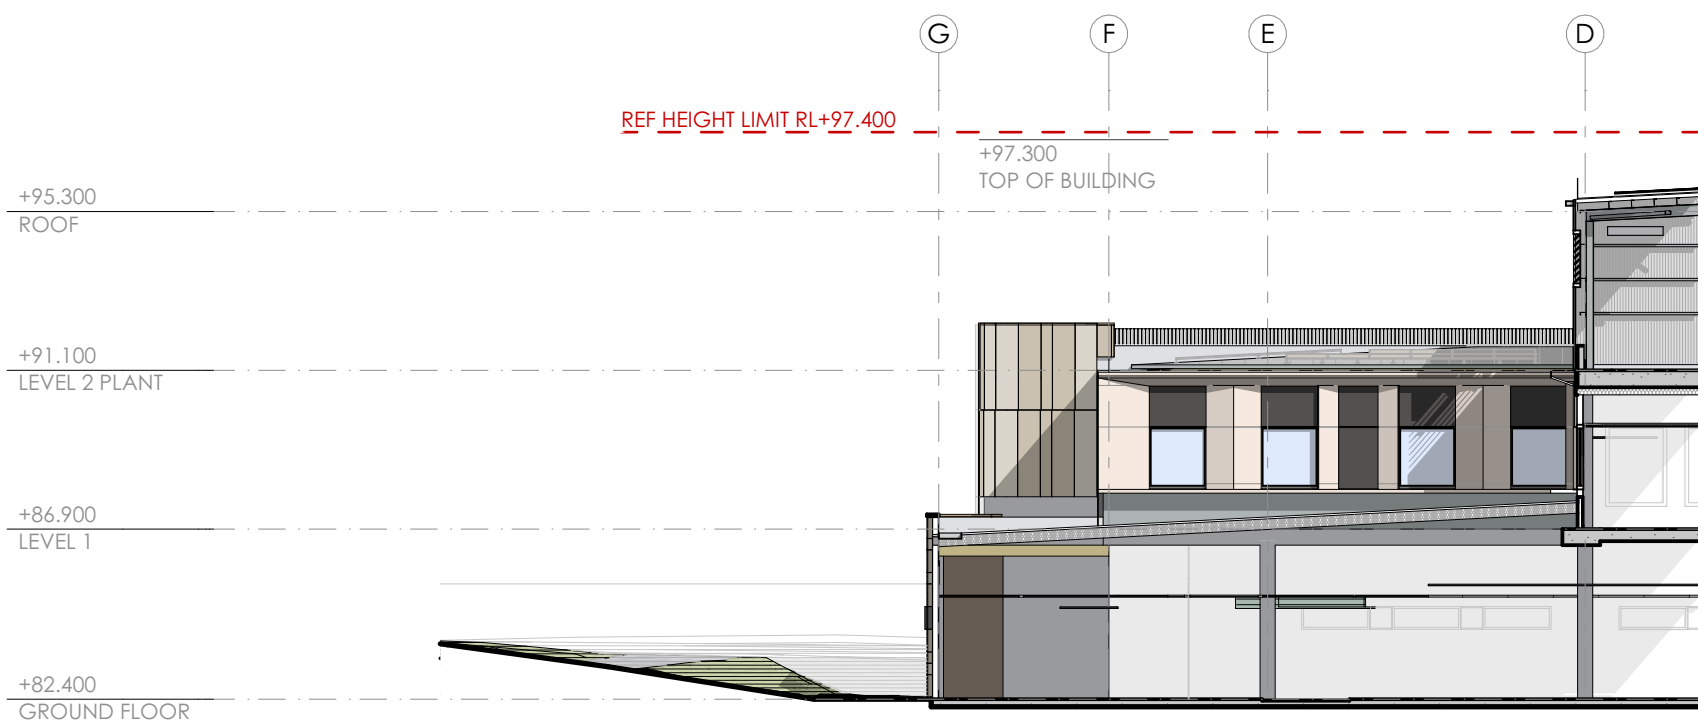 G F E D
REF HEIGHT LIMIT RL+97.400
+97.300
TOP OF BUILDING
+95.300
ROOF
+91.100
LEVEL 2 PLANT
+86.900
LEVEL 1
+82.400
GROUND FLOOR